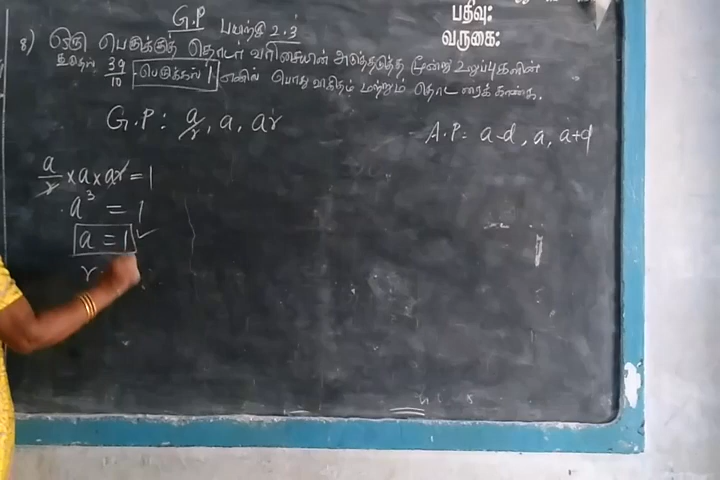 G.P பயிற்சி 2.3
பதிவு:
வருகை:
8) ஒரு பெருக்குத் தொடர் வரிசையின் அடுத்தடுத்த மூன்று உறுப்புகளின்
கூடுதல் 39/10 பெருக்கல் 1 எனில் பொது விகிதம் மற்றும் தொடரைக் காண்க.
G.P: a/r, a, ar
A.P: a-d, a, a+d
a/r × a × ar = 1
a³ = 1
a = 1 ✓
r